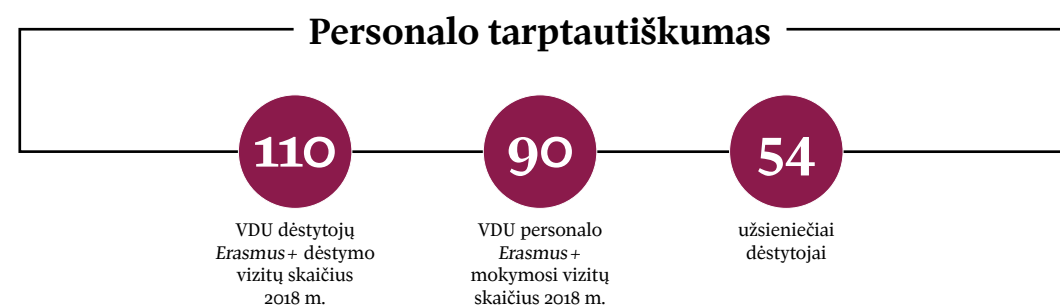 Personalo tarptautiškumas
110
VDU dėstytojų
Erasmus+ dėstymo
vizitų skaičius
2018 m.
90
VDU personalo
Erasmus+
mokymosi vizitų
skaičius 2018 m.
54
užsieniečiai
dėstytojai